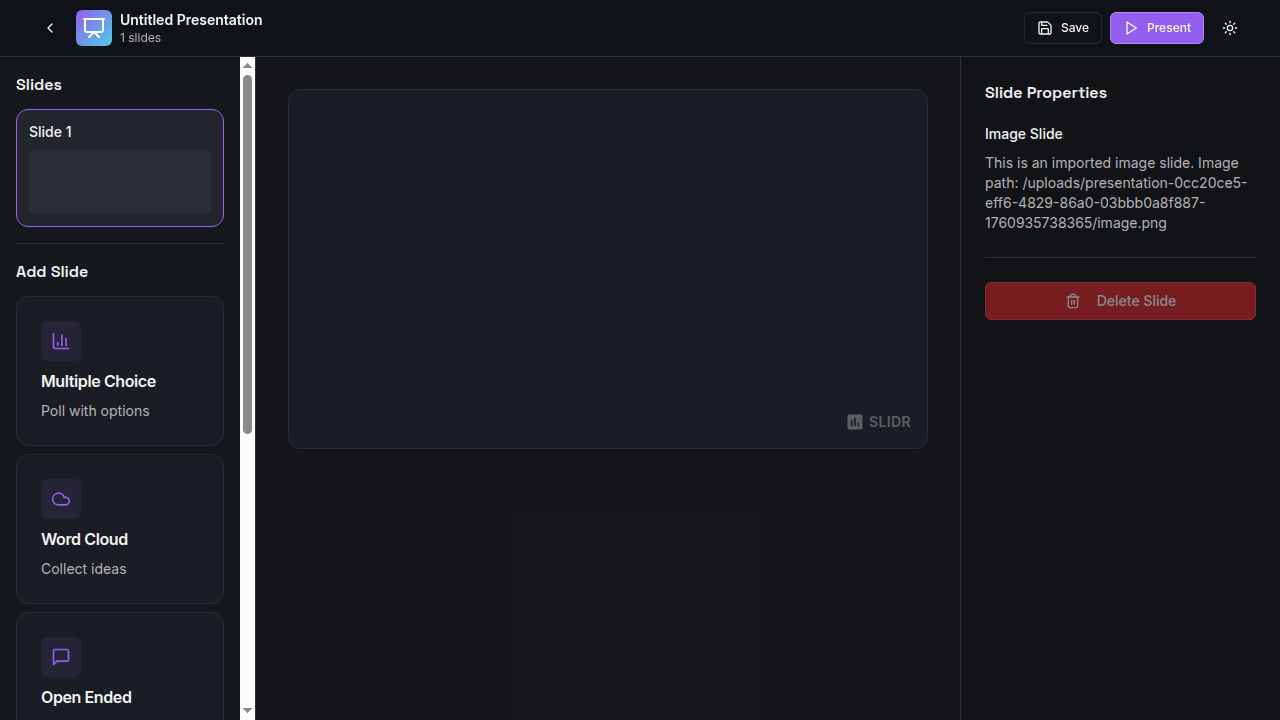 Untitled Presentation
1 slides
Save
Present
Slides
Slide 1
Add Slide
Multiple Choice
Poll with options
Word Cloud
Collect ideas
Open Ended
SLIDR
Slide Properties
Image Slide
This is an imported image slide. Image
path: /uploads/presentation-0cc20ce5-
eff6-4829-86a0-03bbb0a8f887-
1760935738365/image.png
Delete Slide